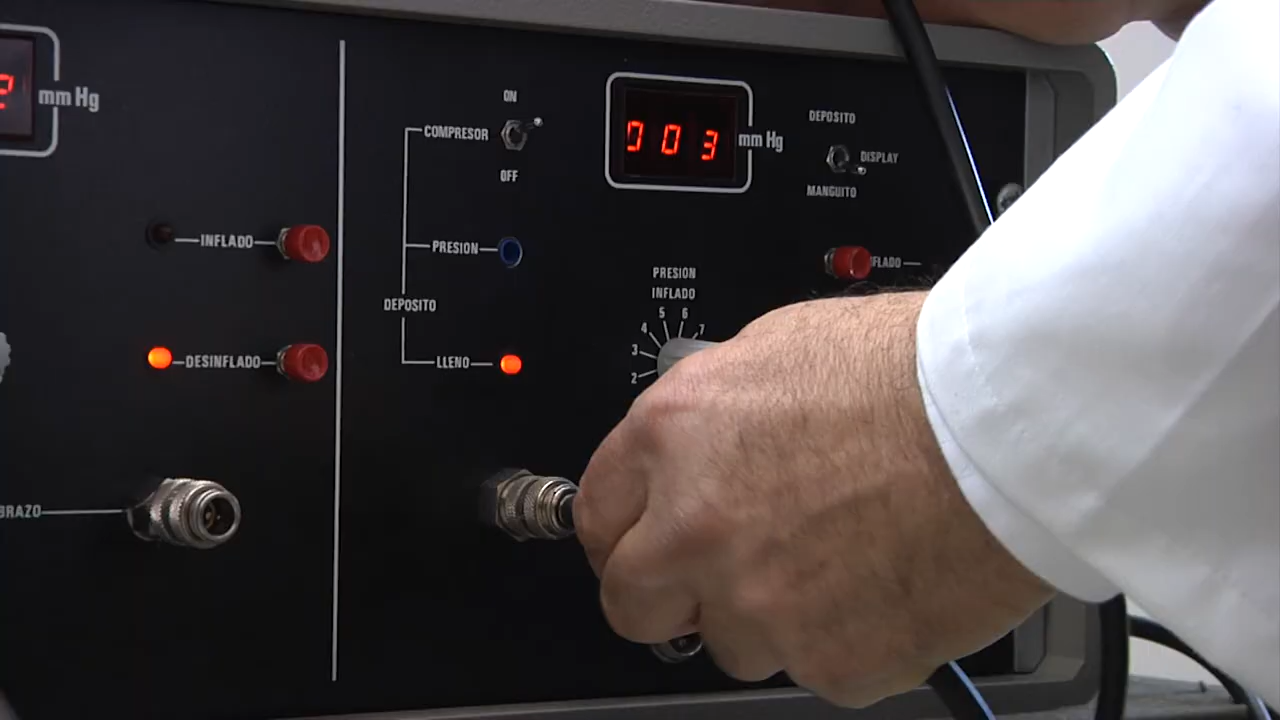 2 mm Hg
INFLADO
DESINFLADO
BRAZO
ON
COMPRESOR
OFF
PRESION
DEPOSITO
LLENO
003 mm Hg
DEPOSITO
DISPLAY
MANGUITO
FLADO
PRESION
INFLADO
2 3 4 5 6 7